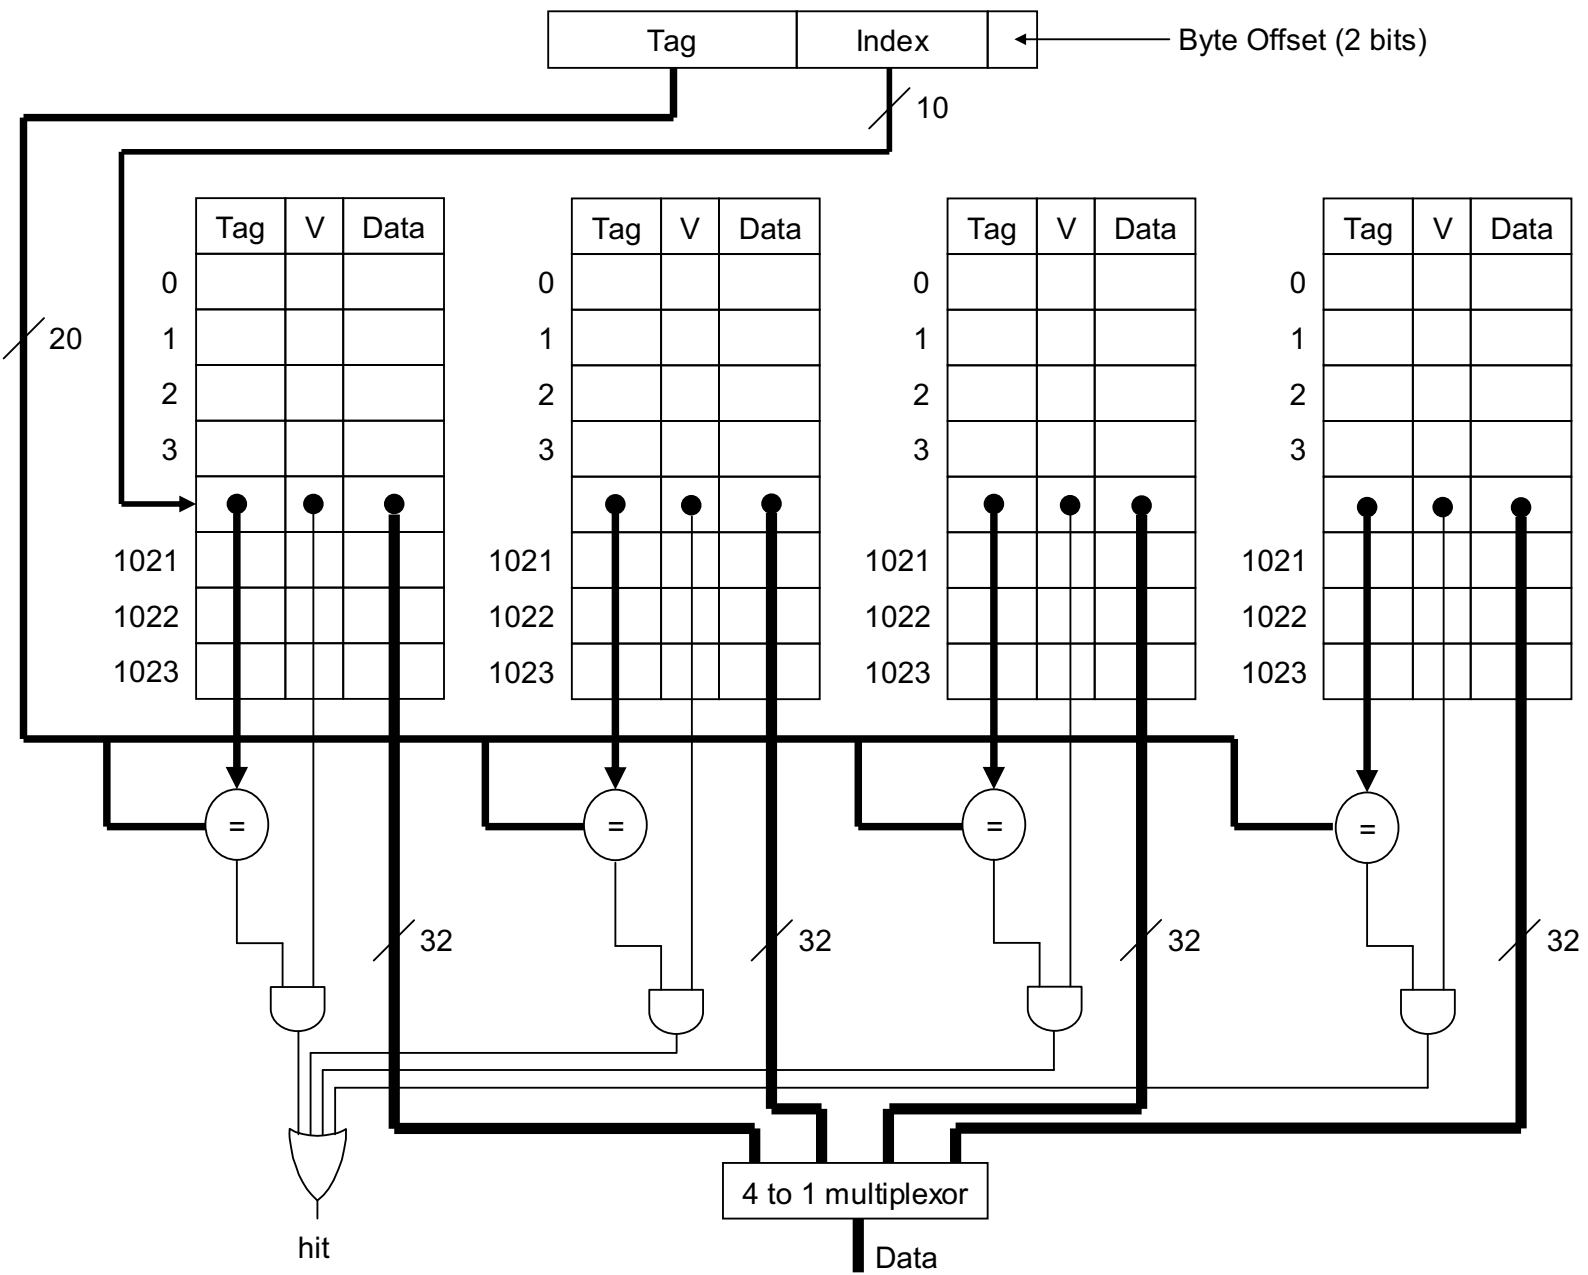 Tag Index Byte Offset (2 bits)
10
Tag V Data Tag V Data Tag V Data Tag V Data
0 0 0 0
20 1 1 1 1
2 2 2 2
3 3 3 3
1021 1021 1021 1021
1022 1022 1022 1022
1023 1023 1023 1023
= = = =
32 32 32 32
4 to 1 multiplexor
hit Data